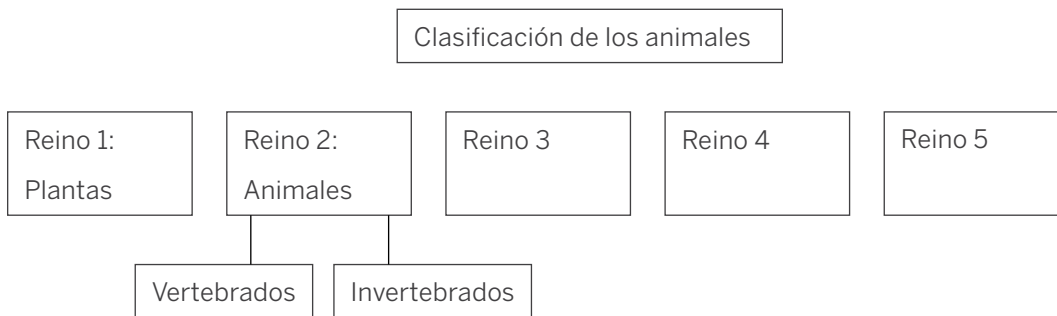 Clasificación de los animales
Reino 1:
Plantas
Reino 2:
Animales
Reino 3
Reino 4
Reino 5
Vertebrados
Invertebrados